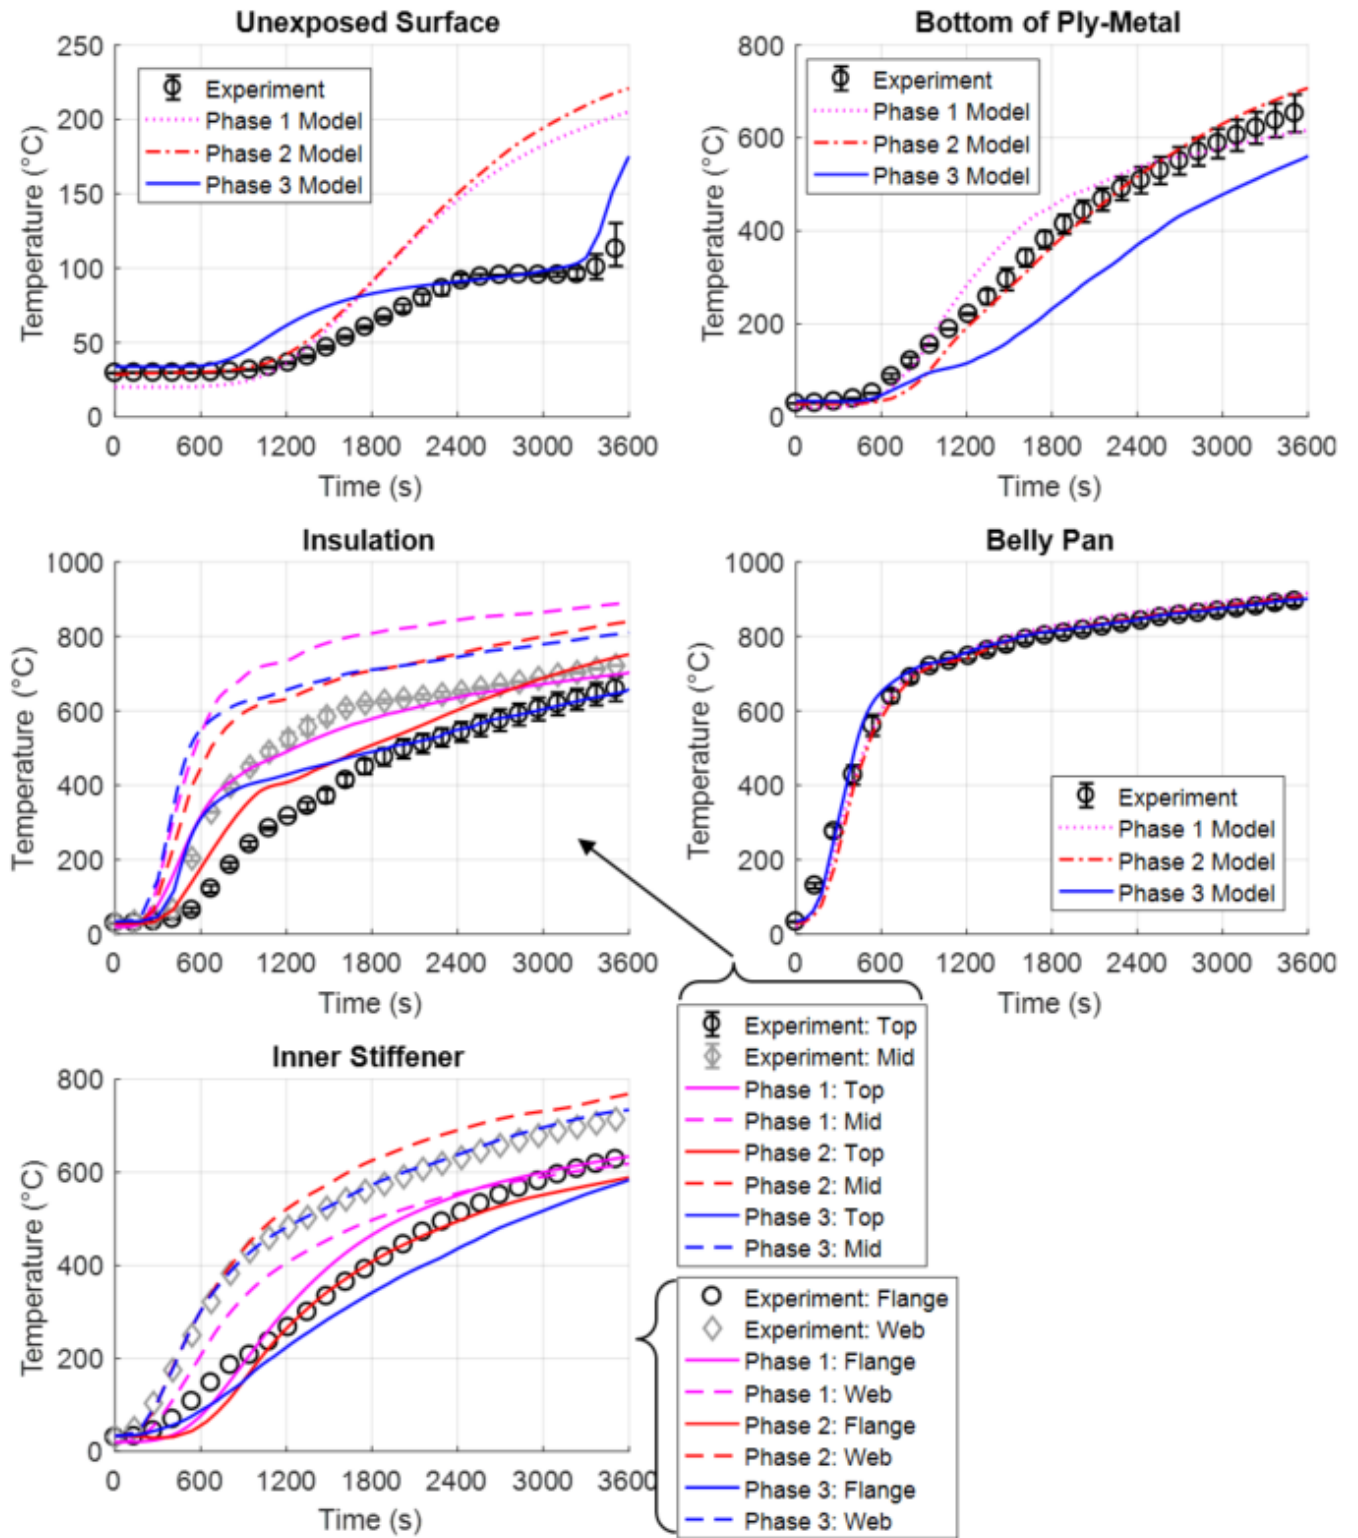 Unexposed Surface
250
200
150
100
50
0
Temperature (°C)
Experiment
Phase 1 Model
Phase 2 Model
Phase 3 Model
0 600 1200 1800 2400 3000 3600
Time (s)
Bottom of Ply-Metal
800
600
400
200
0
Temperature (°C)
Experiment
Phase 1 Model
Phase 2 Model
Phase 3 Model
0 600 1200 1800 2400 3000 3600
Time (s)
Insulation
1000
800
600
400
200
0
Temperature (°C)
0 600 1200 1800 2400 3000 3600
Time (s)
Belly Pan
1000
800
600
400
200
0
Temperature (°C)
Experiment
Phase 1 Model
Phase 2 Model
Phase 3 Model
0 600 1200 1800 2400 3000 3600
Time (s)
Experiment: Top
Experiment: Mid
Phase 1: Top
Phase 1: Mid
Phase 2: Top
Phase 2: Mid
Phase 3: Top
Phase 3: Mid
Inner Stiffener
800
600
400
200
0
Temperature (°C)
0 600 1200 1800 2400 3000 3600
Time (s)
Experiment: Flange
Experiment: Web
Phase 1: Flange
Phase 1: Web
Phase 2: Flange
Phase 2: Web
Phase 3: Flange
Phase 3: Web